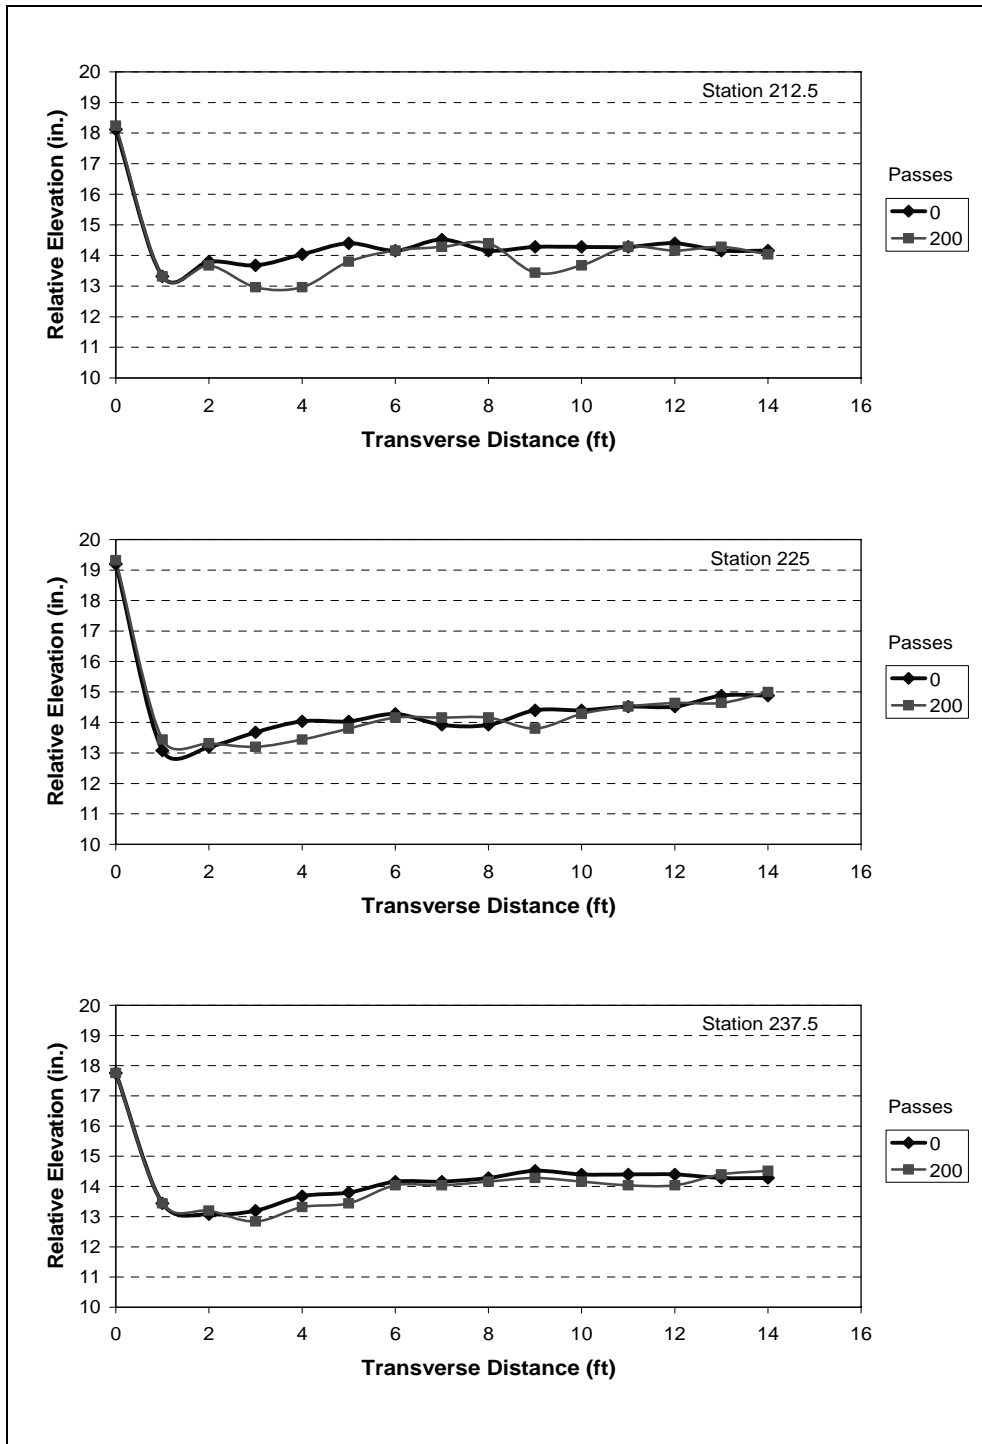 Station 212.5
Relative Elevation (in.)
20
19
18
17
16
15
14
13
12
11
10
0 2 4 6 8 10 12 14 16
Transverse Distance (ft)
Passes
0
200
Station 225
Relative Elevation (in.)
20
19
18
17
16
15
14
13
12
11
10
0 2 4 6 8 10 12 14 16
Transverse Distance (ft)
Passes
0
200
Station 237.5
Relative Elevation (in.)
20
19
18
17
16
15
14
13
12
11
10
0 2 4 6 8 10 12 14 16
Transverse Distance (ft)
Passes
0
200